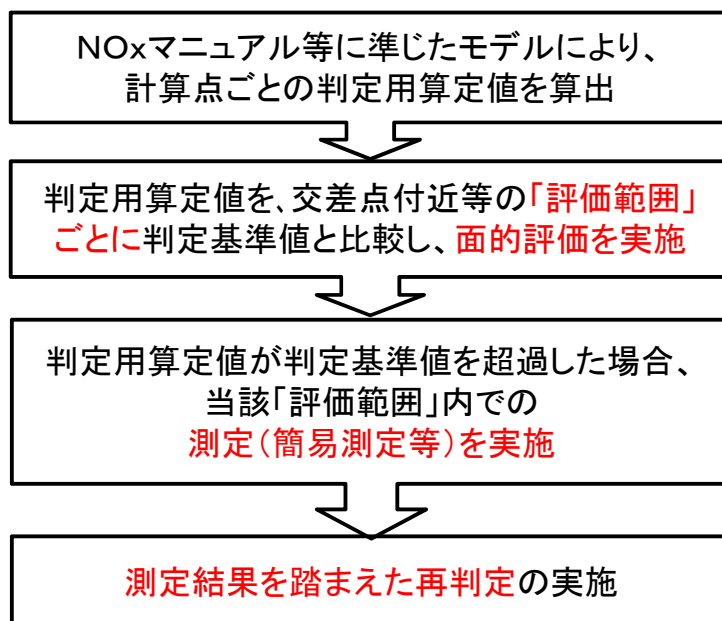 NOxマニュアル等に準じたモデルにより、
計算点ごとの判定用算定値を算出
判定用算定値を、交差点付近等の「評価範囲」
ごとに判定基準値と比較し、面的評価を実施
判定用算定値が判定基準値を超過した場合、
当該「評価範囲」内での
測定(簡易測定等)を実施
測定結果を踏まえた再判定の実施